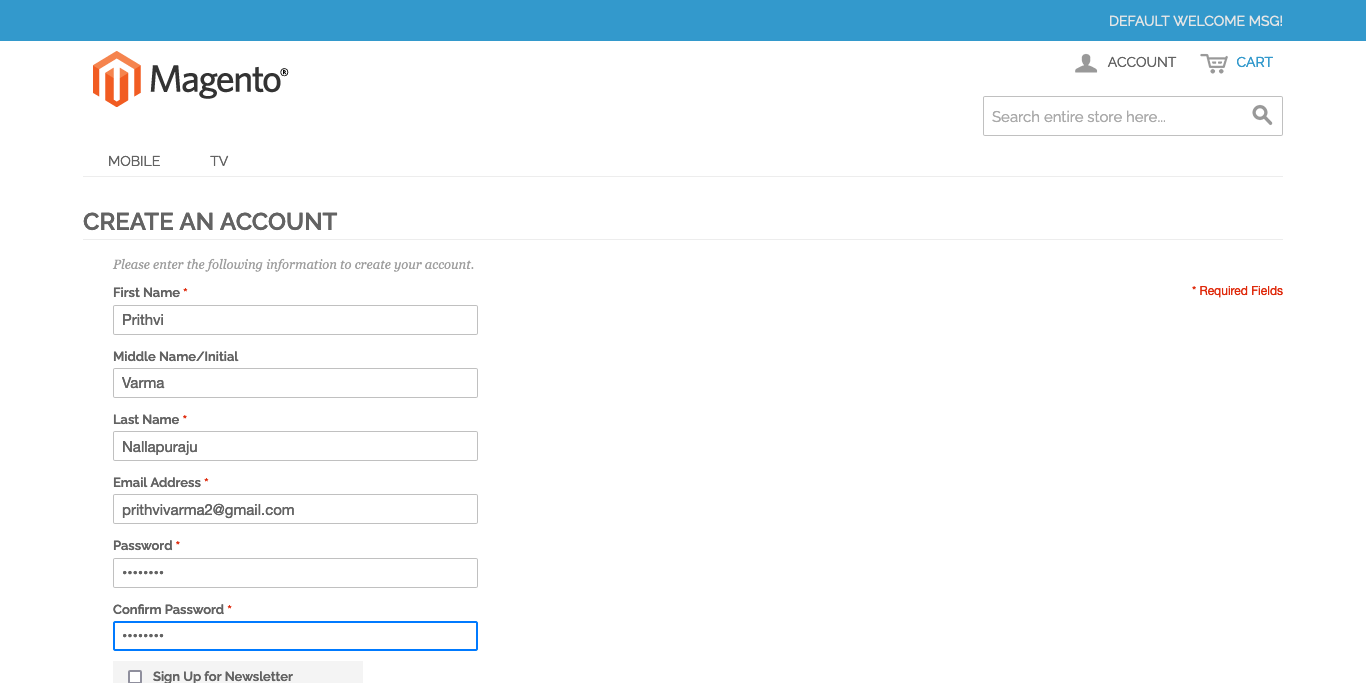 DEFAULT WELCOME MSG!
Magento®
ACCOUNT
CART
Search entire store here...
MOBILE
TV
CREATE AN ACCOUNT
Please enter the following information to create your account.
* Required Fields
First Name *
Prithvi
Middle Name/Initial
Varma
Last Name *
Nallapuraju
Email Address *
prithvivarma2@gmail.com
Password *
••••••••
Confirm Password *
••••••••
Sign Up for Newsletter